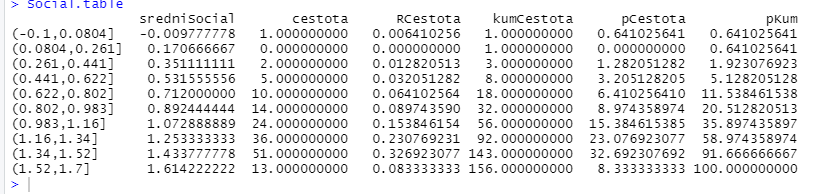 > Social.table
sredniSocial cestota RCestota kumCestota pCestota pKum
(-0.1,0.0804] -0.009777778 1.000000000 0.006410256 1.000000000 0.641025641 0.641025641
(0.0804,0.261] 0.170666667 0.000000000 0.000000000 1.000000000 0.000000000 0.641025641
(0.261,0.441] 0.351111111 2.000000000 0.012820513 3.000000000 1.282051282 1.923076923
(0.441,0.622] 0.531555556 5.000000000 0.032051282 8.000000000 3.205128205 5.128205128
(0.622,0.802] 0.712000000 10.000000000 0.064102564 18.000000000 6.410256410 11.538461538
(0.802,0.983] 0.892444444 14.000000000 0.089743590 32.000000000 8.974358974 20.512820513
(0.983,1.16] 1.072888889 24.000000000 0.153846154 56.000000000 15.384615385 35.897435897
(1.16,1.34] 1.253333333 36.000000000 0.230769231 92.000000000 23.076923077 58.974358974
(1.34,1.52] 1.433777778 51.000000000 0.326923077 143.000000000 32.692307692 91.666666667
(1.52,1.7] 1.614222222 13.000000000 0.083333333 156.000000000 8.333333333 100.000000000
>